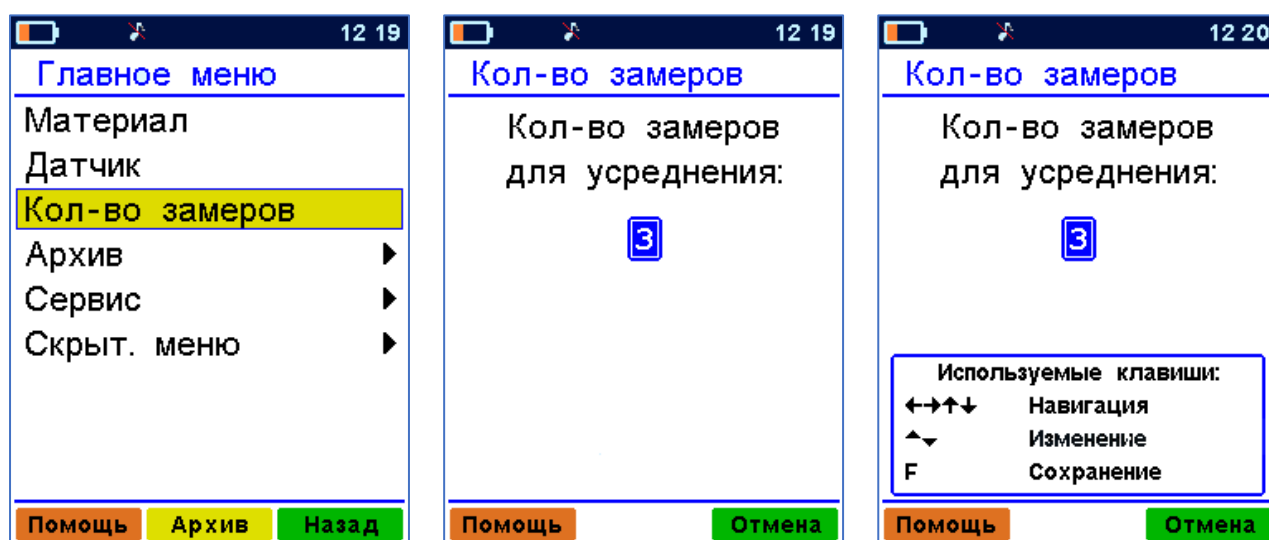 12 19
Главное меню
Материал
Датчик
Кол-во замеров
Архив
Сервис
Скрыт. меню
Помощь Архив Назад
12 19
Кол-во замеров
Кол-во замеров
для усреднения:
3
Помощь Отмена
12 20
Кол-во замеров
Кол-во замеров
для усреднения:
3
Используемые клавиши:
←→↑↓ Навигация
▲▼ Изменение
F Сохранение
Помощь Отмена